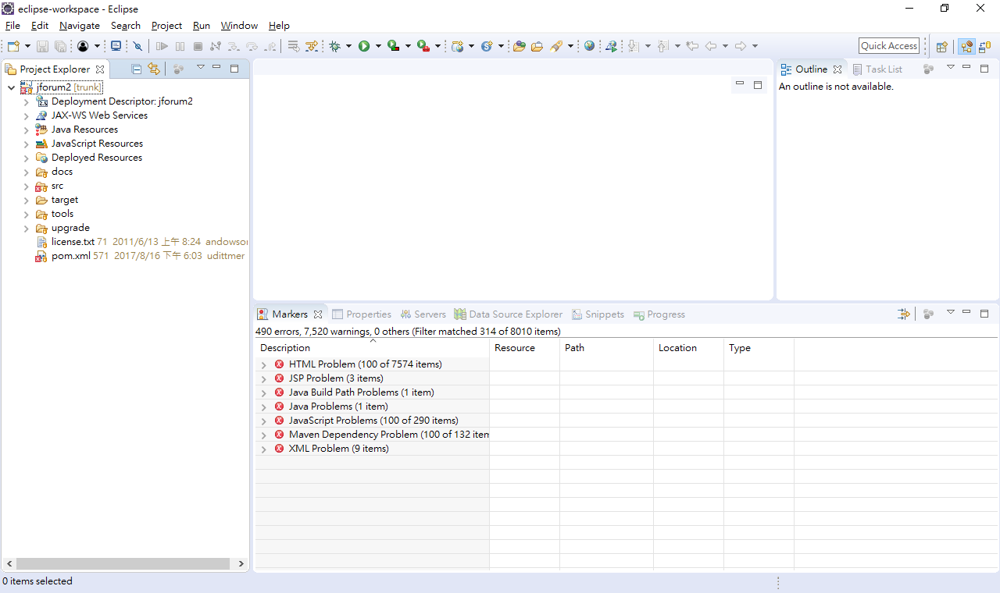 eclipse-workspace - Eclipse
File Edit Navigate Search Project Run Window Help
Quick Access
Project Explorer
jforum2 [trunk]
Deployment Descriptor: jforum2
JAX-WS Web Services
Java Resources
JavaScript Resources
Deployed Resources
docs
src
target
tools
upgrade
license.txt 71 2011/6/13 上午 8:24 andowson
pom.xml 571 2017/8/16 下午 6:03 udittmer
Outline Task List
An outline is not available.
Markers Properties Servers Data Source Explorer Snippets Progress
490 errors, 7,520 warnings, 0 others (Filter matched 314 of 8010 items)
Description Resource Path Location Type
HTML Problem (100 of 7574 items)
JSP Problem (3 items)
Java Build Path Problems (1 item)
Java Problems (1 item)
JavaScript Problems (100 of 290 items)
Maven Dependency Problem (100 of 132 item
XML Problem (9 items)
0 items selected